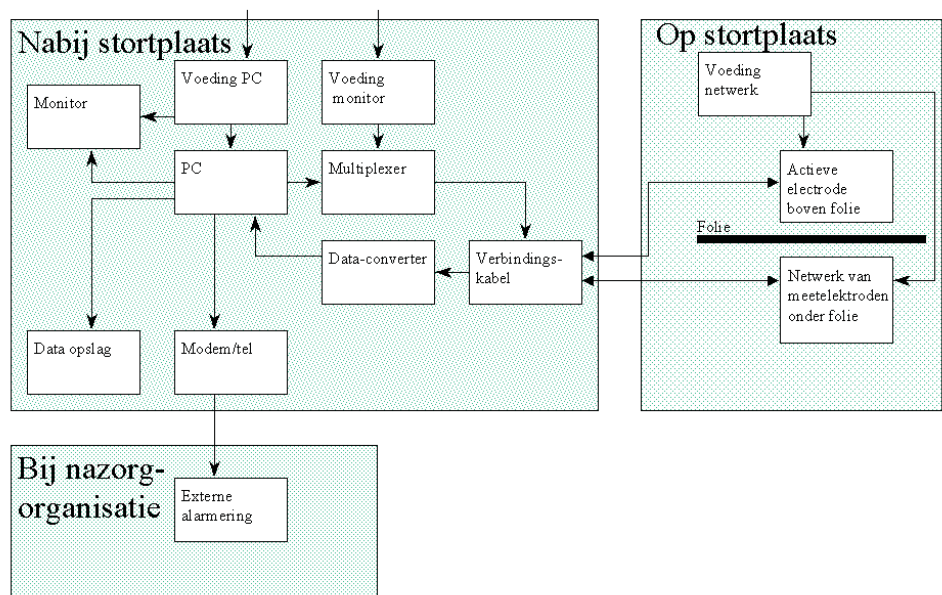 Nabij stortplaats
Voeding PC
Voeding
monitor
Monitor
PC
Multiplexer
Data-converter
Verbindings-
kabel
Data opslag
Modem/tel
Op stortplaats
Voeding
netwerk
Actieve
electrode
boven folie
Folie
Netwerk van
meetelektroden
onder folie
Bij nazorg-
organisatie
Externe
alarmering